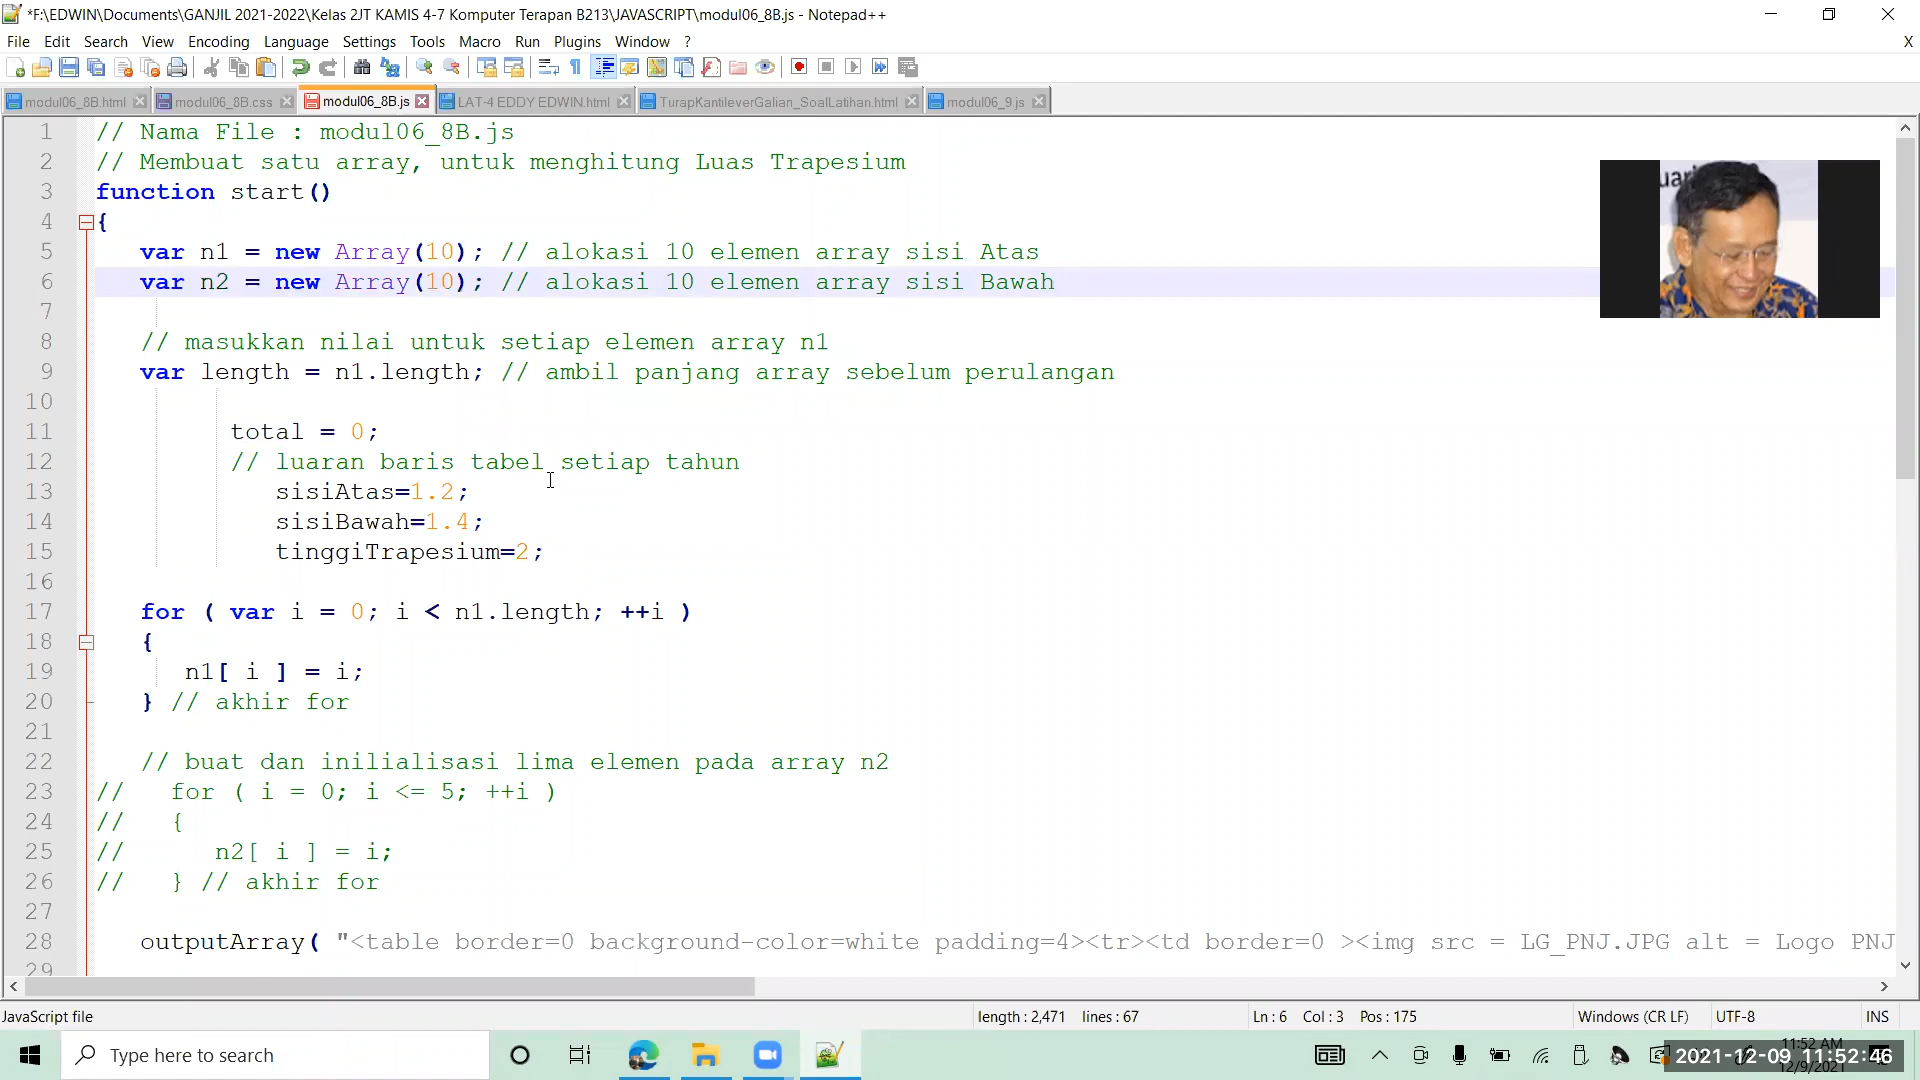 *F:\EDWIN\Documents\GANJIL 2021-2022\Kelas 2JT KAMIS 4-7 Komputer Terapan B213\JAVASCRIPT\modul06_8B.js - Notepad++
File Edit Search View Encoding Language Settings Tools Macro Run Plugins Window ? X
modul06_8B.html modul06_8B.css modul06_8B.js LAT-4 EDDY EDWIN.html TurapKantileverGalian_SoalLatihan.html modul06_9.js
1 // Nama File : modul06_8B.js
2 // Membuat satu array, untuk menghitung Luas Trapesium
3 function start()
4 {
5 var n1 = new Array(10); // alokasi 10 elemen array sisi Atas
6 var n2 = new Array(10); // alokasi 10 elemen array sisi Bawah
7
8 // masukkan nilai untuk setiap elemen array n1
9 var length = n1.length; // ambil panjang array sebelum perulangan
10
11 total = 0;
12 // luaran baris tabel setiap tahun
13 sisiAtas=1.2;
14 sisiBawah=1.4;
15 tinggiTrapesium=2;
16
17 for ( var i = 0; i < n1.length; ++i )
18 {
19 n1[ i ] = i;
20 } // akhir for
21
22 // buat dan inilialisasi lima elemen pada array n2
23 // for ( i = 0; i <= 5; ++i )
24 // {
25 // n2[ i ] = i;
26 // } // akhir for
27
28 outputArray( "<table border=0 background-color=white padding=4><tr><td border=0 ><img src = LG_PNJ.JPG alt = Logo PNJ
29
JavaScript file length : 2,471 lines : 67 Ln : 6 Col : 3 Pos : 175 Windows (CR LF) UTF-8 INS
Type here to search
11:52 AM
2021-12-09 11:52:46
12/9/2021